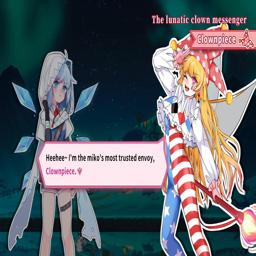 The lunatic clown messenger
Clownpiece
Heehee~ I'm the miko's most trusted envoy,
Clownpiece.